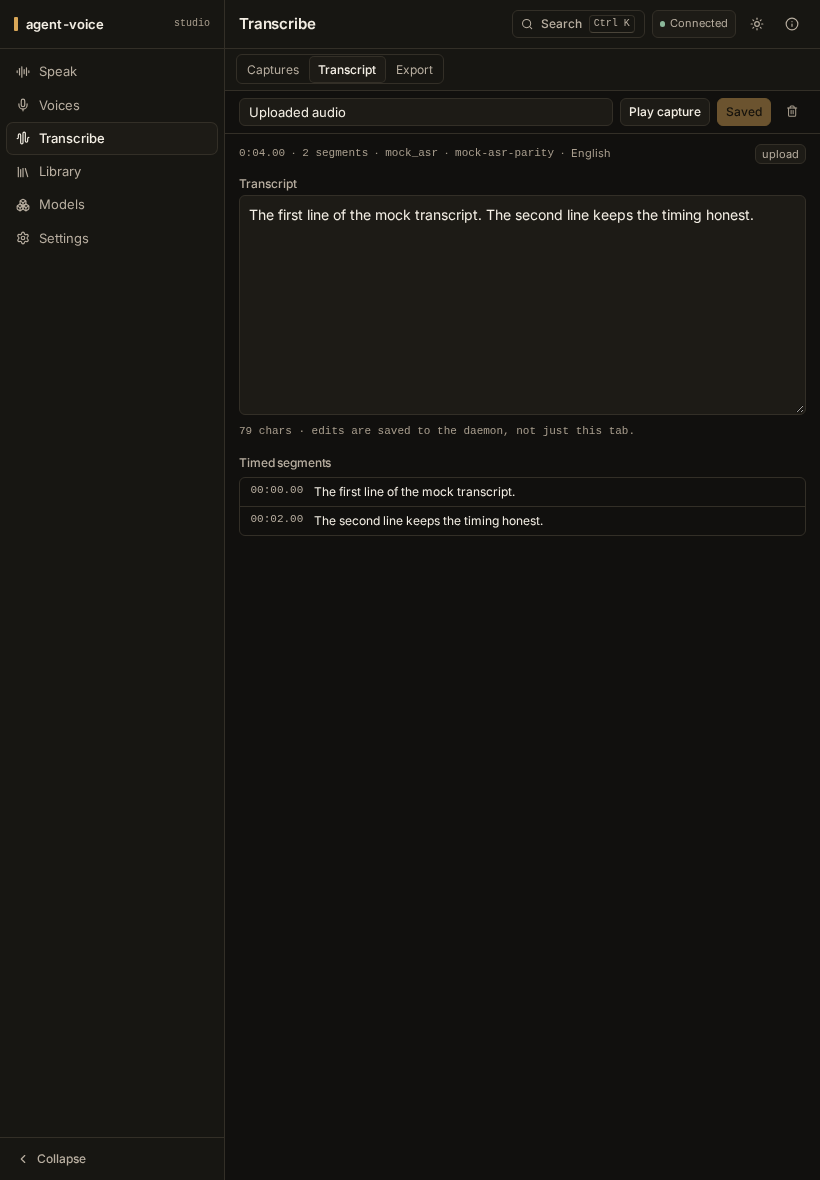 agent-voice studio
Speak
Voices
Transcribe
Library
Models
Settings
Collapse
Transcribe
Search Ctrl K
Connected
Captures Transcript Export
Uploaded audio
Play capture
Saved
0:04.00 · 2 segments · mock_asr · mock-asr-parity · English
upload
Transcript
The first line of the mock transcript. The second line keeps the timing honest.
79 chars · edits are saved to the daemon, not just this tab.
Timed segments
00:00.00 The first line of the mock transcript.
00:02.00 The second line keeps the timing honest.